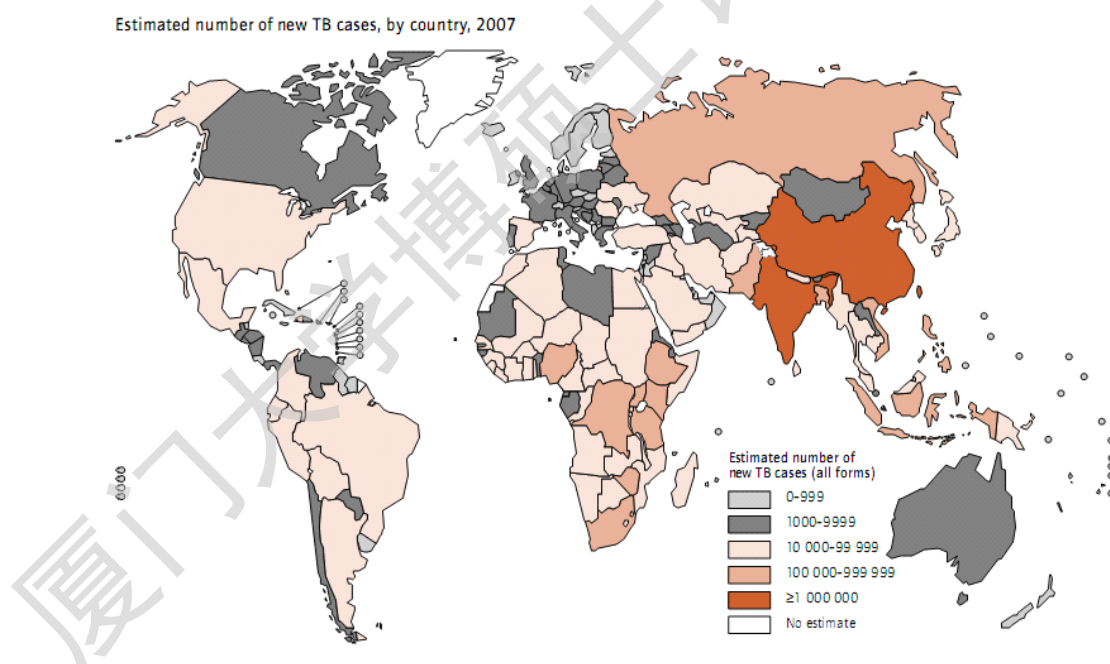 Estimated number of new TB cases, by country, 2007
Estimated number of
new TB cases (all forms)
0–999
1000–9999
10 000–99 999
100 000–999 999
≥1 000 000
No estimate
厦门大学博硕士